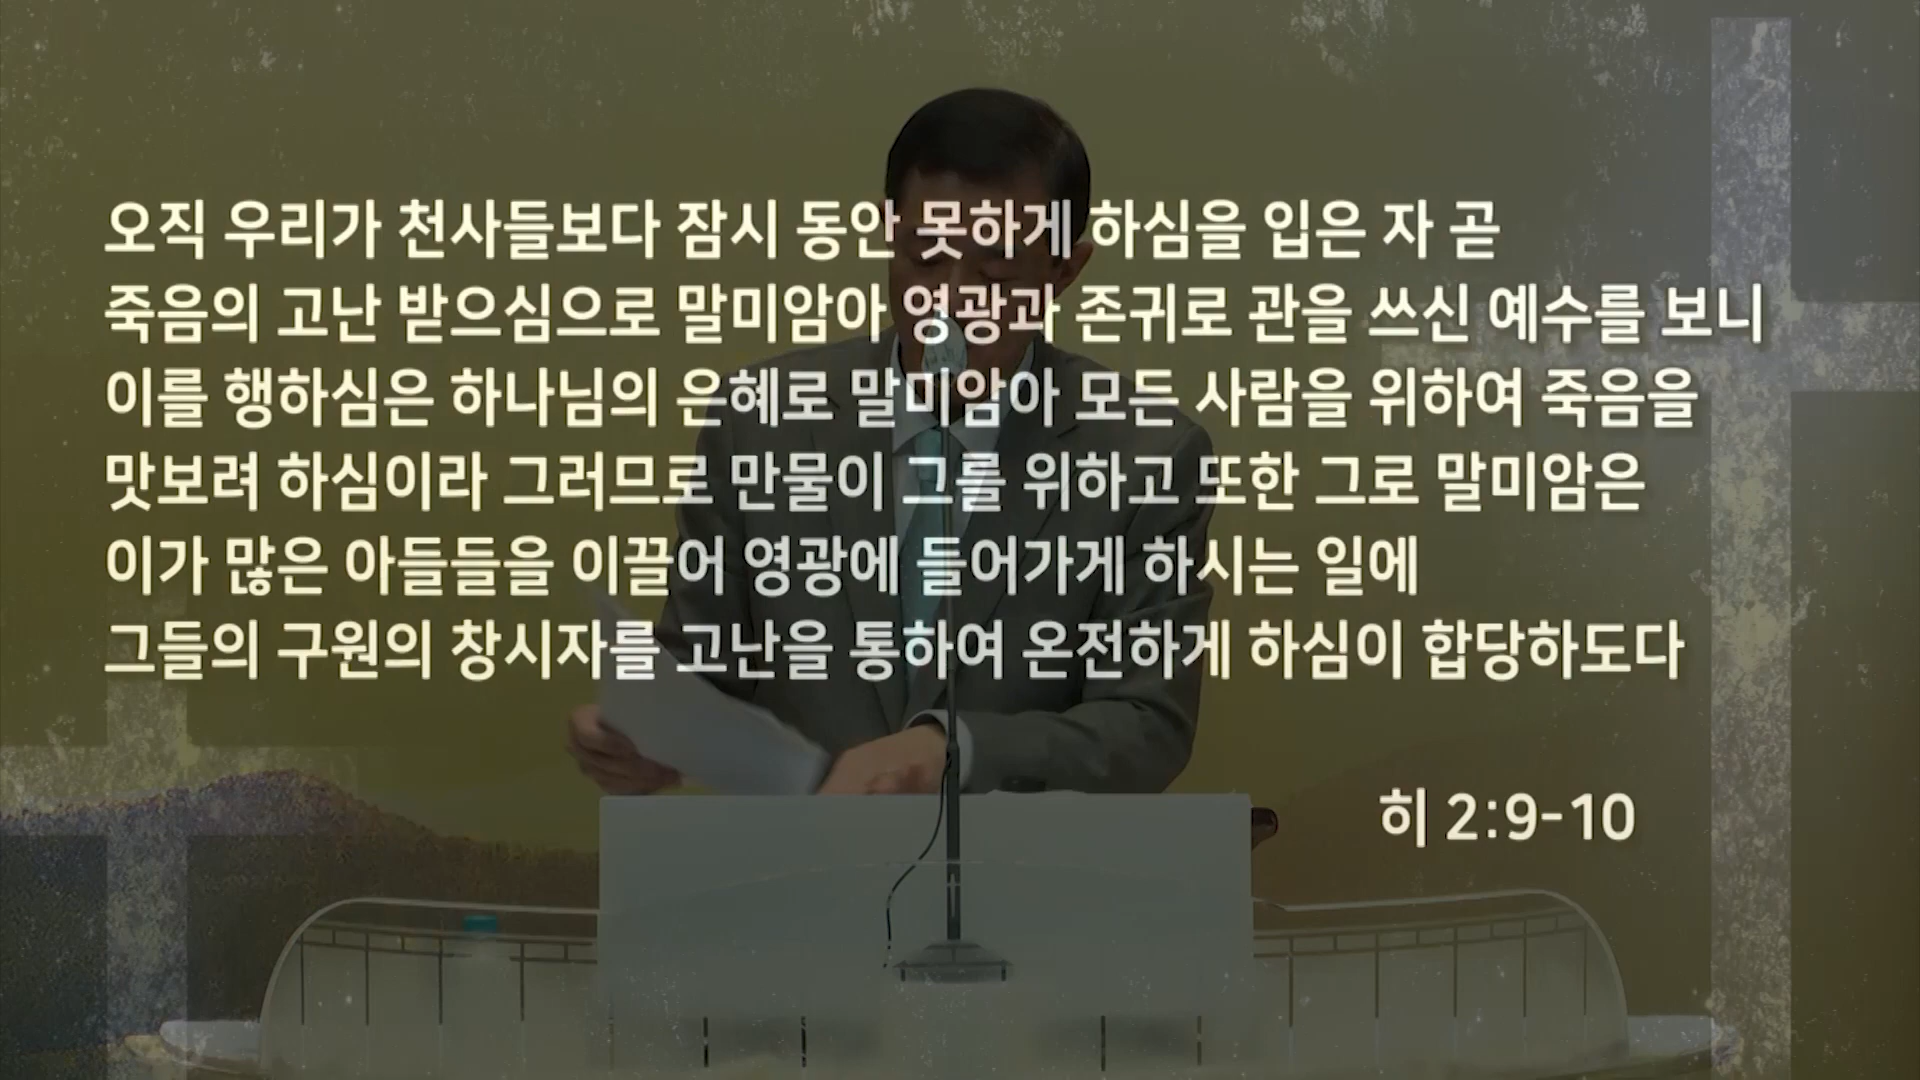 오직 우리가 천사들보다 잠시 동안 못하게 하심을 입은 자 곧
죽음의 고난 받으심으로 말미암아 영광과 존귀로 관을 쓰신 예수를 보니
이를 행하심은 하나님의 은혜로 말미암아 모든 사람을 위하여 죽음을
맛보려 하심이라 그러므로 만물이 그를 위하고 또한 그로 말미암은
이가 많은 아들들을 이끌어 영광에 들어가게 하시는 일에
그들의 구원의 창시자를 고난을 통하여 온전하게 하심이 합당하도다
히 2:9-10